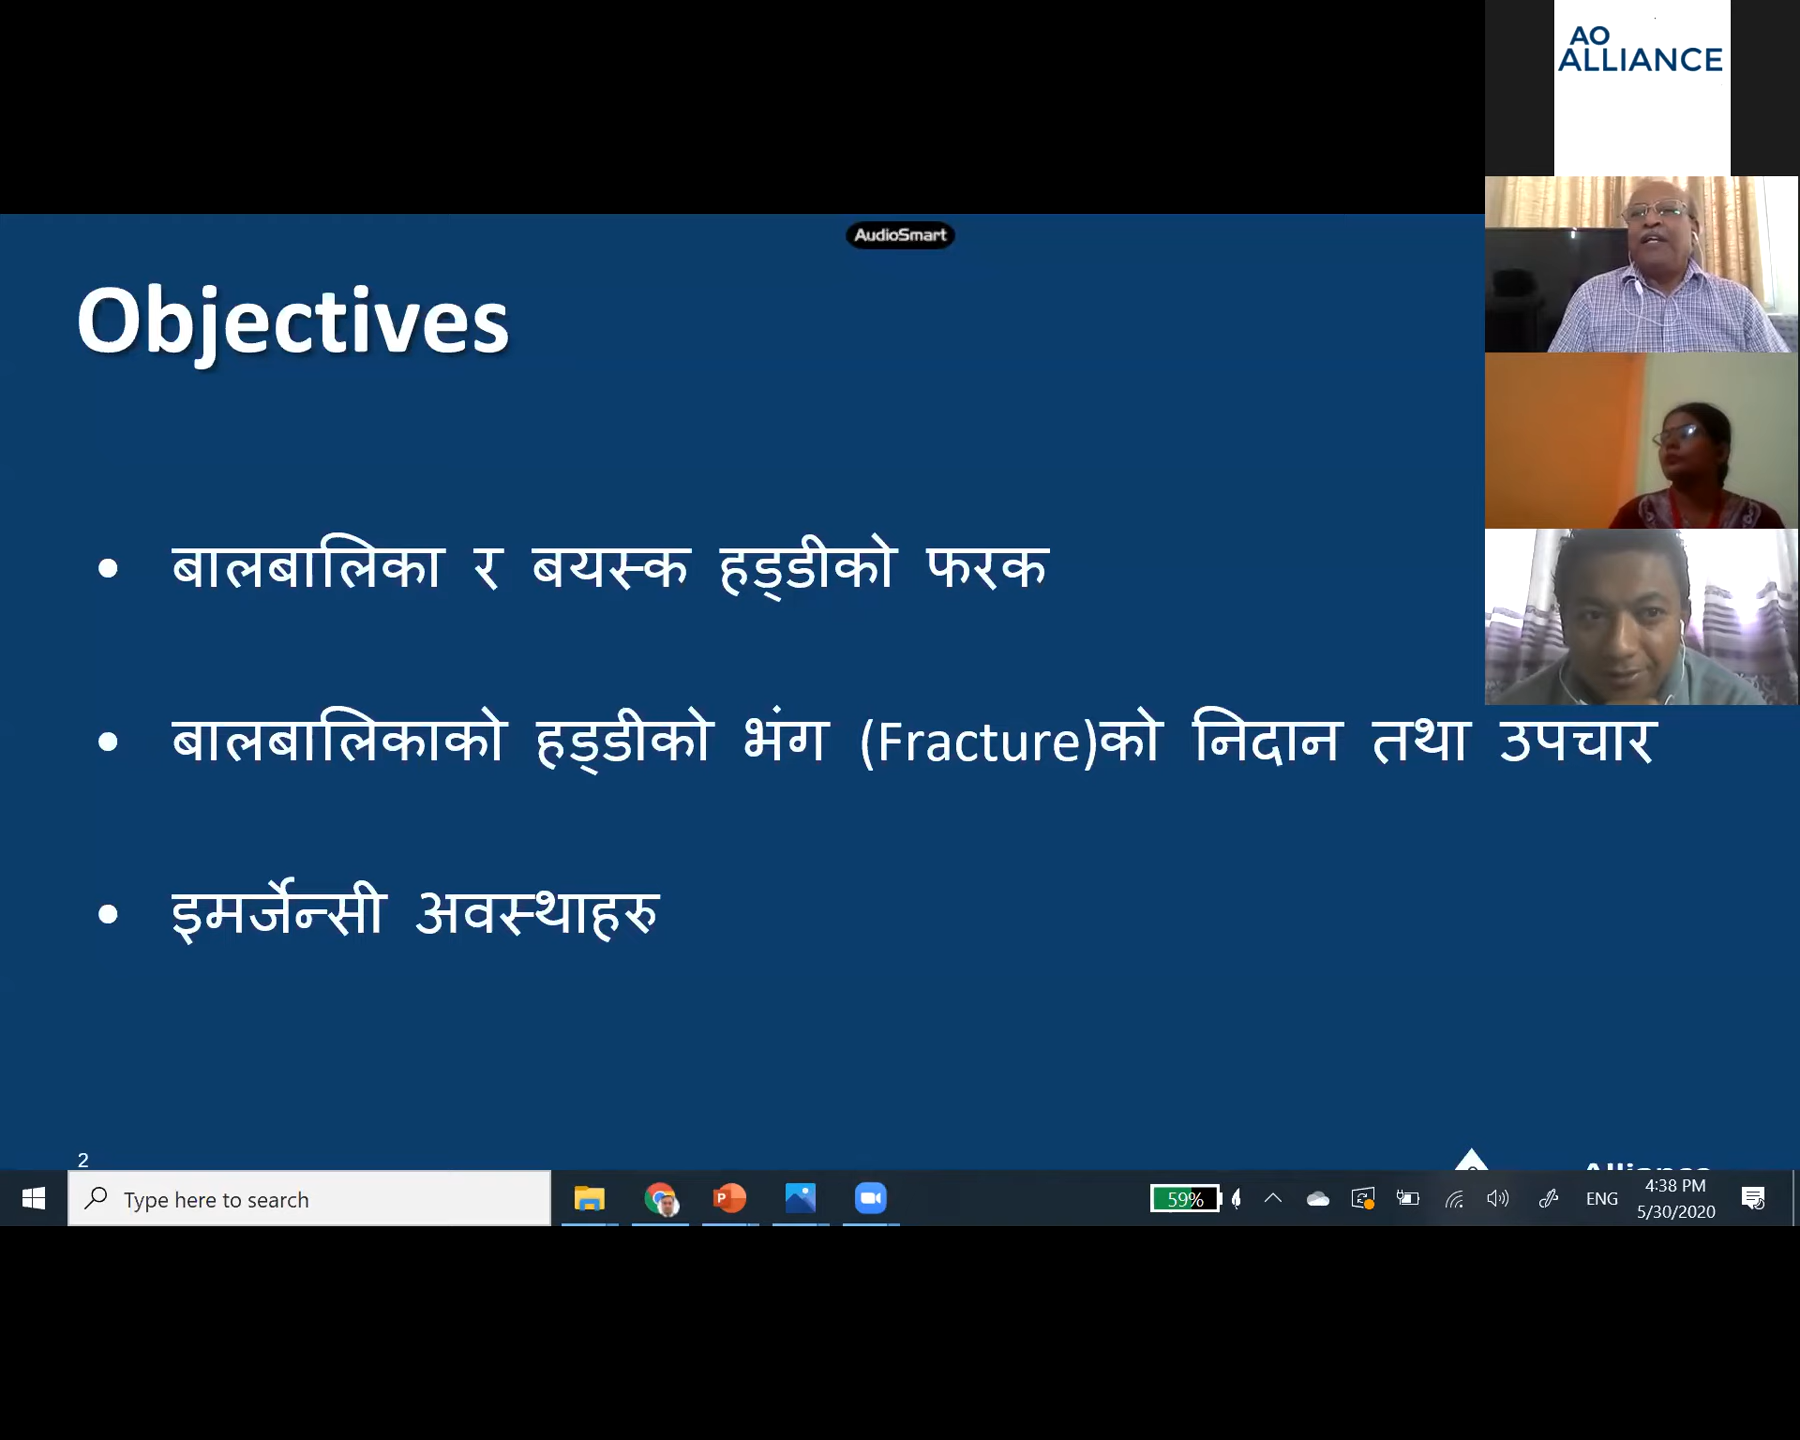 AO
ALLIANCE
AudioSmart
Objectives
• बालबालिका र बयस्क हड्डीको फरक
• बालबालिकाको हड्डीको भंग (Fracture)को निदान तथा उपचार
• इमर्जेन्सी अवस्थाहरु
2
Alliance
Type here to search
59%
ENG
4:38 PM
5/30/2020